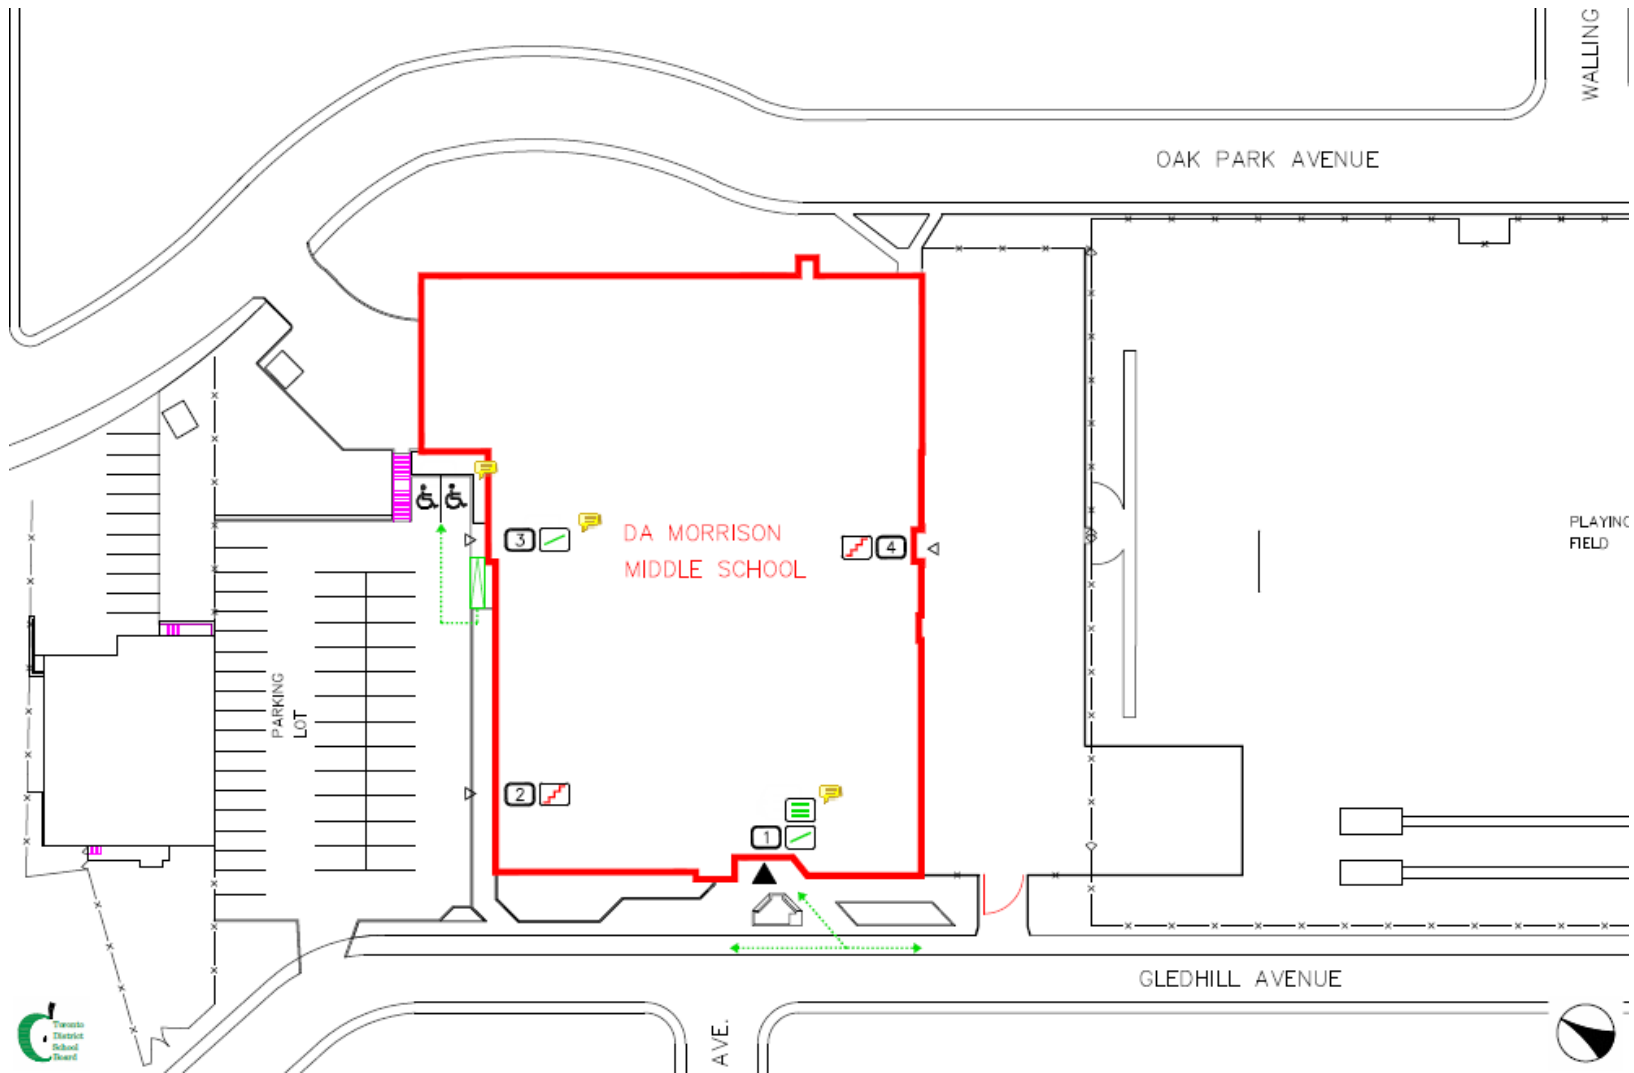 WALLING
OAK PARK AVENUE
PLAYING
FIELD
3
DA MORRISON
MIDDLE SCHOOL
4
PARKING
LOT
2
1
GLEDHILL AVENUE
AVE.
Toronto
District
School
Board